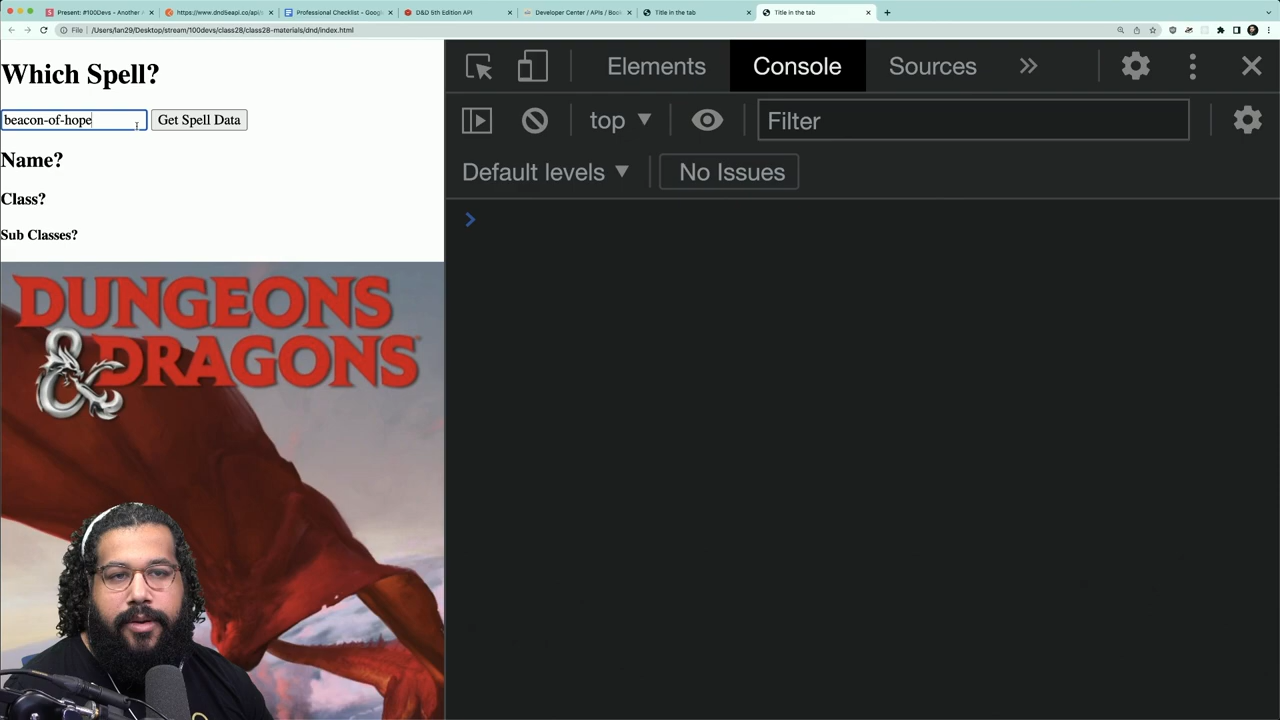 Present: #100Devs - Another
https://www.dnd5eapi.co/api/s
Professional Checklist - Goog
D&D 5th Edition API
Developer Center / APIs / Boo
Title in the tab
Title in the tab
File
/Users/lan29/Desktop/stream/100devs/class28/class28-materials/dnd/index.html
Which Spell?
beacon-of-hope
Get Spell Data
Name?
Class?
Sub Classes?
DUNGEONS
& DRAGONS
Elements
Console
Sources
top
Filter
Default levels
No Issues